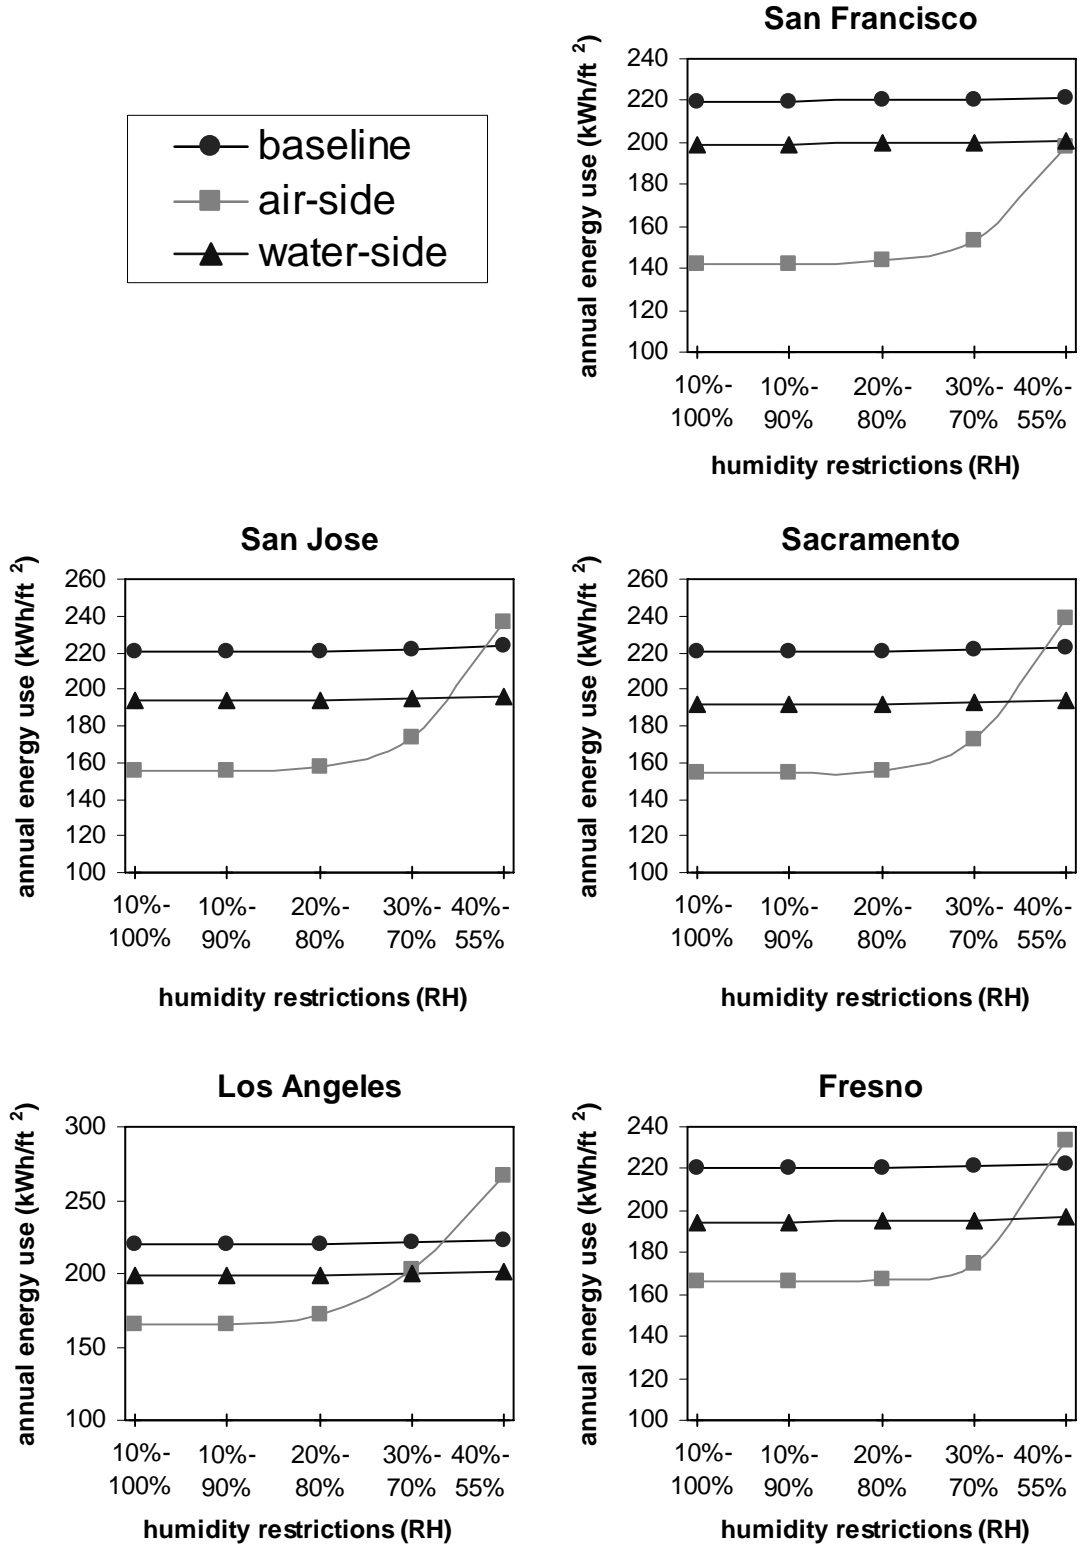 San Francisco
baseline
air-side
water-side
annual energy use (kWh/ft ²)
240
220
200
180
160
140
120
100
10%- 10%- 20%- 30%- 40%-
100% 90% 80% 70% 55%
humidity restrictions (RH)
San Jose
annual energy use (kWh/ft ²)
260
240
220
200
180
160
140
120
100
10%- 10%- 20%- 30%- 40%-
100% 90% 80% 70% 55%
humidity restrictions (RH)
Sacramento
annual energy use (kWh/ft ²)
260
240
220
200
180
160
140
120
100
10%- 10%- 20%- 30%- 40%-
100% 90% 80% 70% 55%
humidity restrictions (RH)
Los Angeles
annual energy use (kWh/ft ²)
300
250
200
150
100
10%- 10%- 20%- 30%- 40%-
100% 90% 80% 70% 55%
humidity restrictions (RH)
Fresno
annual energy use (kWh/ft ²)
240
220
200
180
160
140
120
100
10%- 10%- 20%- 30%- 40%-
100% 90% 80% 70% 55%
humidity restrictions (RH)